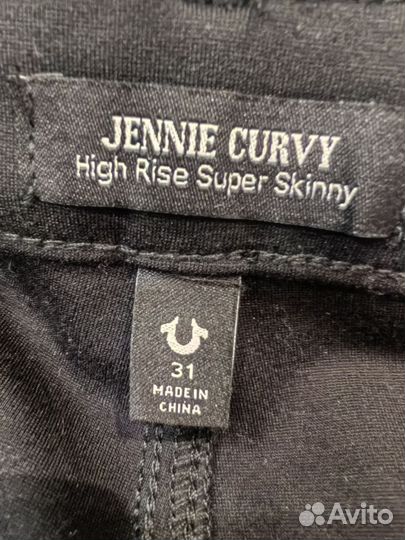 JENNIE CURVY
High Rise Super Skinny
31
MADE IN
CHINA
Avito